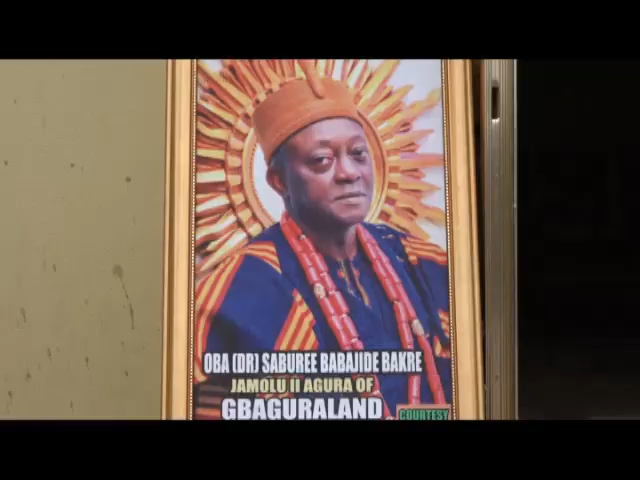 OBA (DR) SABUREE BABAJIDE BAKRE
JAMOLU II AGURA OF
GBAGURALAND
COURTESY